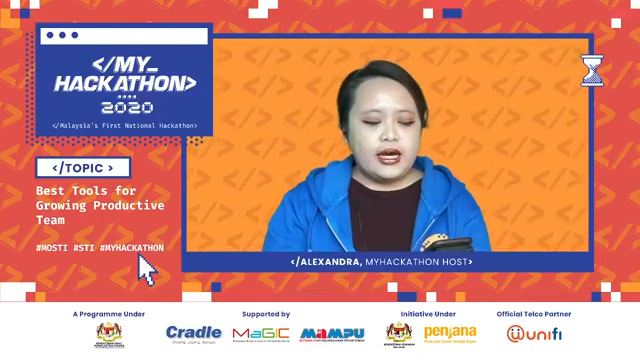 </MY_
HACKATHON>
2020
</Malaysia's First National Hackathon>
</TOPIC >
Best Tools for
Growing Productive
Team
#MOSTI #STI #MYHACKATHON
</ALEXANDRA, MYHACKATHON HOST>
A Programme Under
Supported by
Initiative Under
Official Telco Partner
Cradle
MaGIC
MAMPU
penjana
unifi